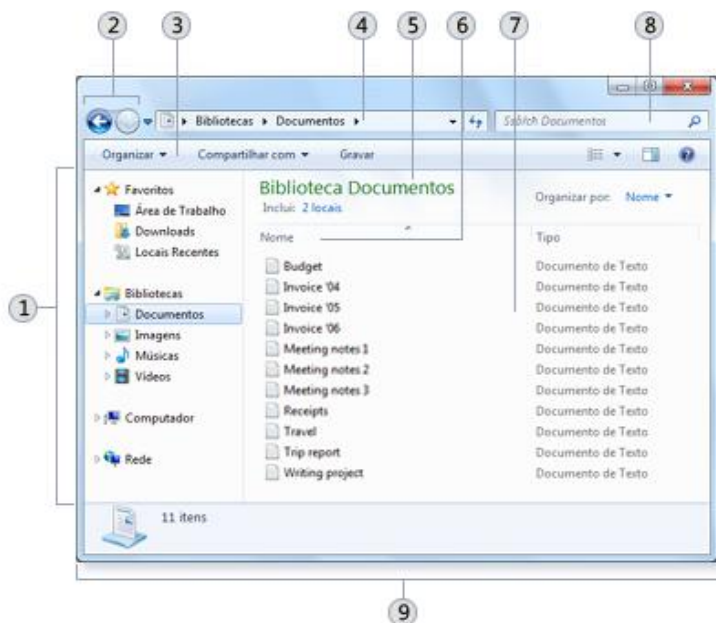 2 3 4 5 6 7 8
Bibliotecas Documentos
Organizar Compartilhar com Gravar
Favoritos
Área de Trabalho
Downloads
Locais Recentes
Bibliotecas
Documentos
Imagens
Músicas
Vídeos
Computador
Rede
Biblioteca Documentos
Inclui: 2 locais
Organizar por: Nome
Nome Tipo
Budget Documento de Texto
Invoice '04 Documento de Texto
Invoice '05 Documento de Texto
Invoice '06 Documento de Texto
Meeting notes 1 Documento de Texto
Meeting notes 2 Documento de Texto
Meeting notes 3 Documento de Texto
Receipts Documento de Texto
Travel Documento de Texto
Trip report Documento de Texto
Writing project Documento de Texto
1
11 itens
9